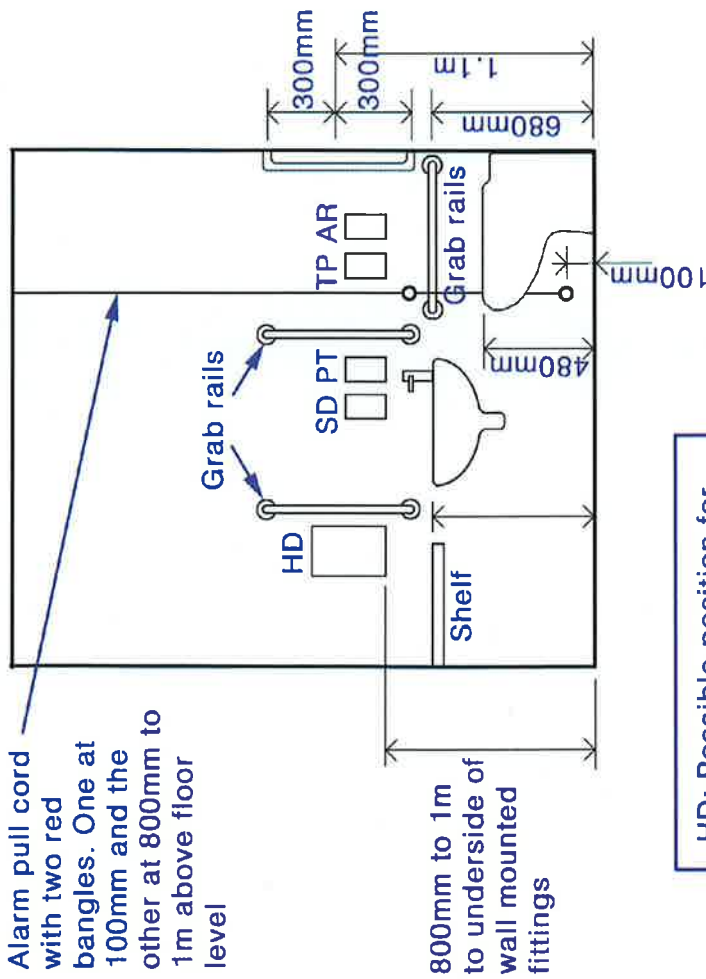 Alarm pull cord
with two red
bangles. One at
100mm and the
other at 800mm to
1m above floor
level
800mm to 1m
to underside of
wall mounted
fittings
Grab rails
HD
SD PT
TP AR
Shelf
Grab rails
300mm
300mm
1.1m
680mm
480mm
100mm
HD: Possible position for